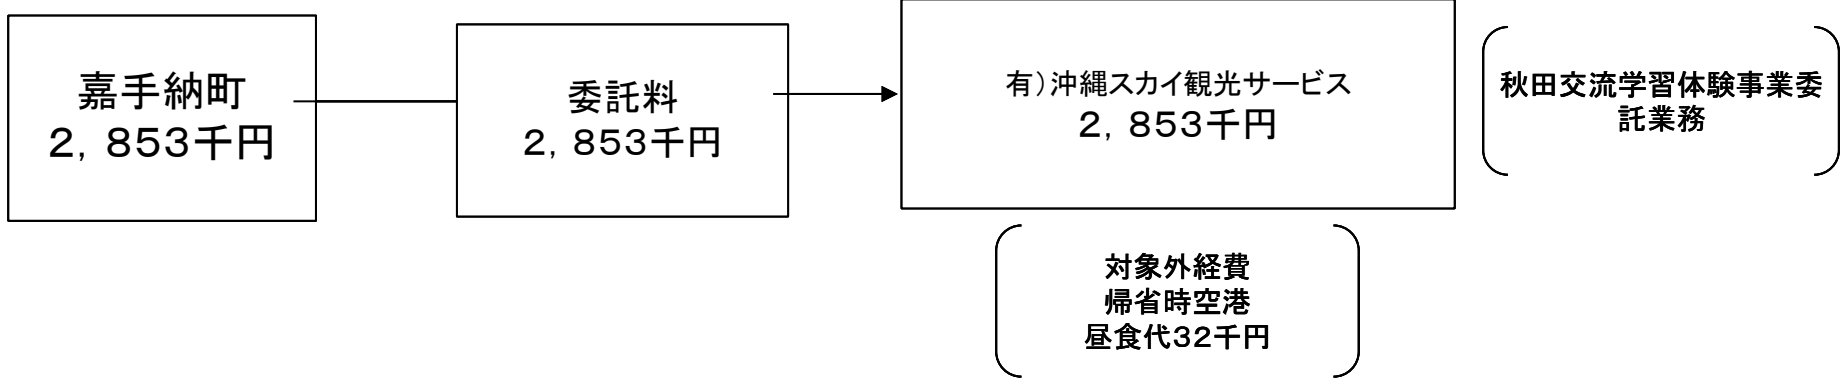 嘉手納町
２，８５３千円
委託料
２，８５３千円
有）沖縄スカイ観光サービス
２，８５３千円
秋田交流学習体験事業委
託業務
対象外経費
帰省時空港
昼食代３２千円